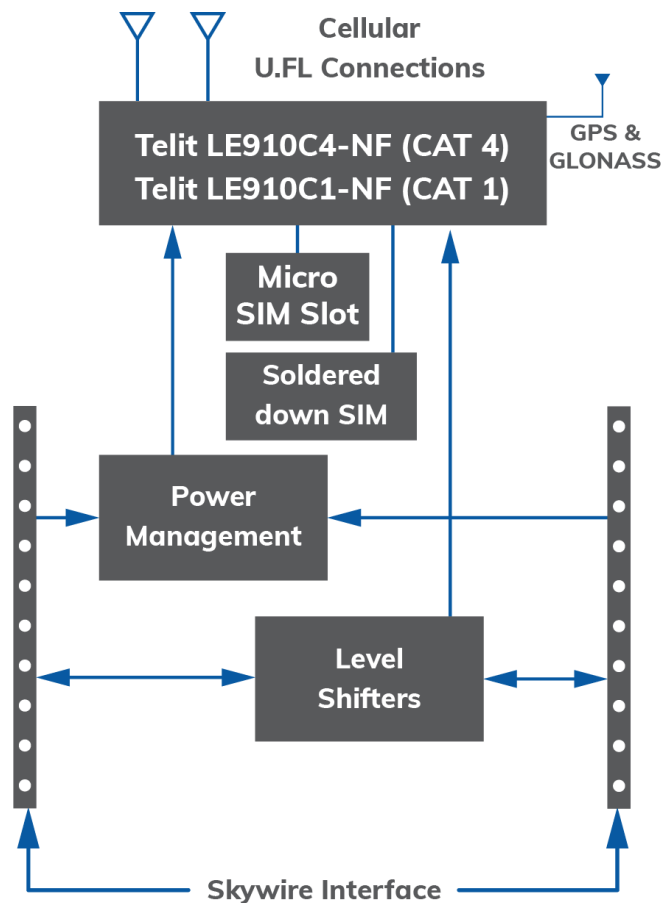 Cellular
U.FL Connections
Telit LE910C4-NF (CAT 4)
Telit LE910C1-NF (CAT 1)
GPS &
GLONASS
Micro
SIM Slot
Soldered
down SIM
Power
Management
Level
Shifters
Skywire Interface